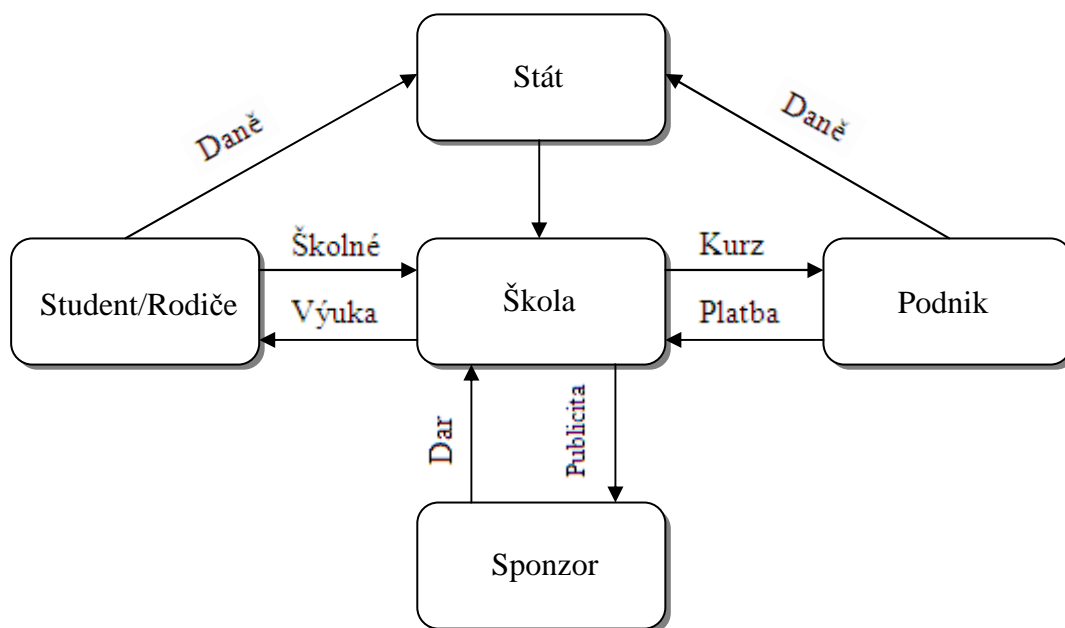 Stát
Daně
Daně
Školné
Kurz
Student/Rodiče
Škola
Podnik
Výuka
Platba
Dar
Publicita
Sponzor